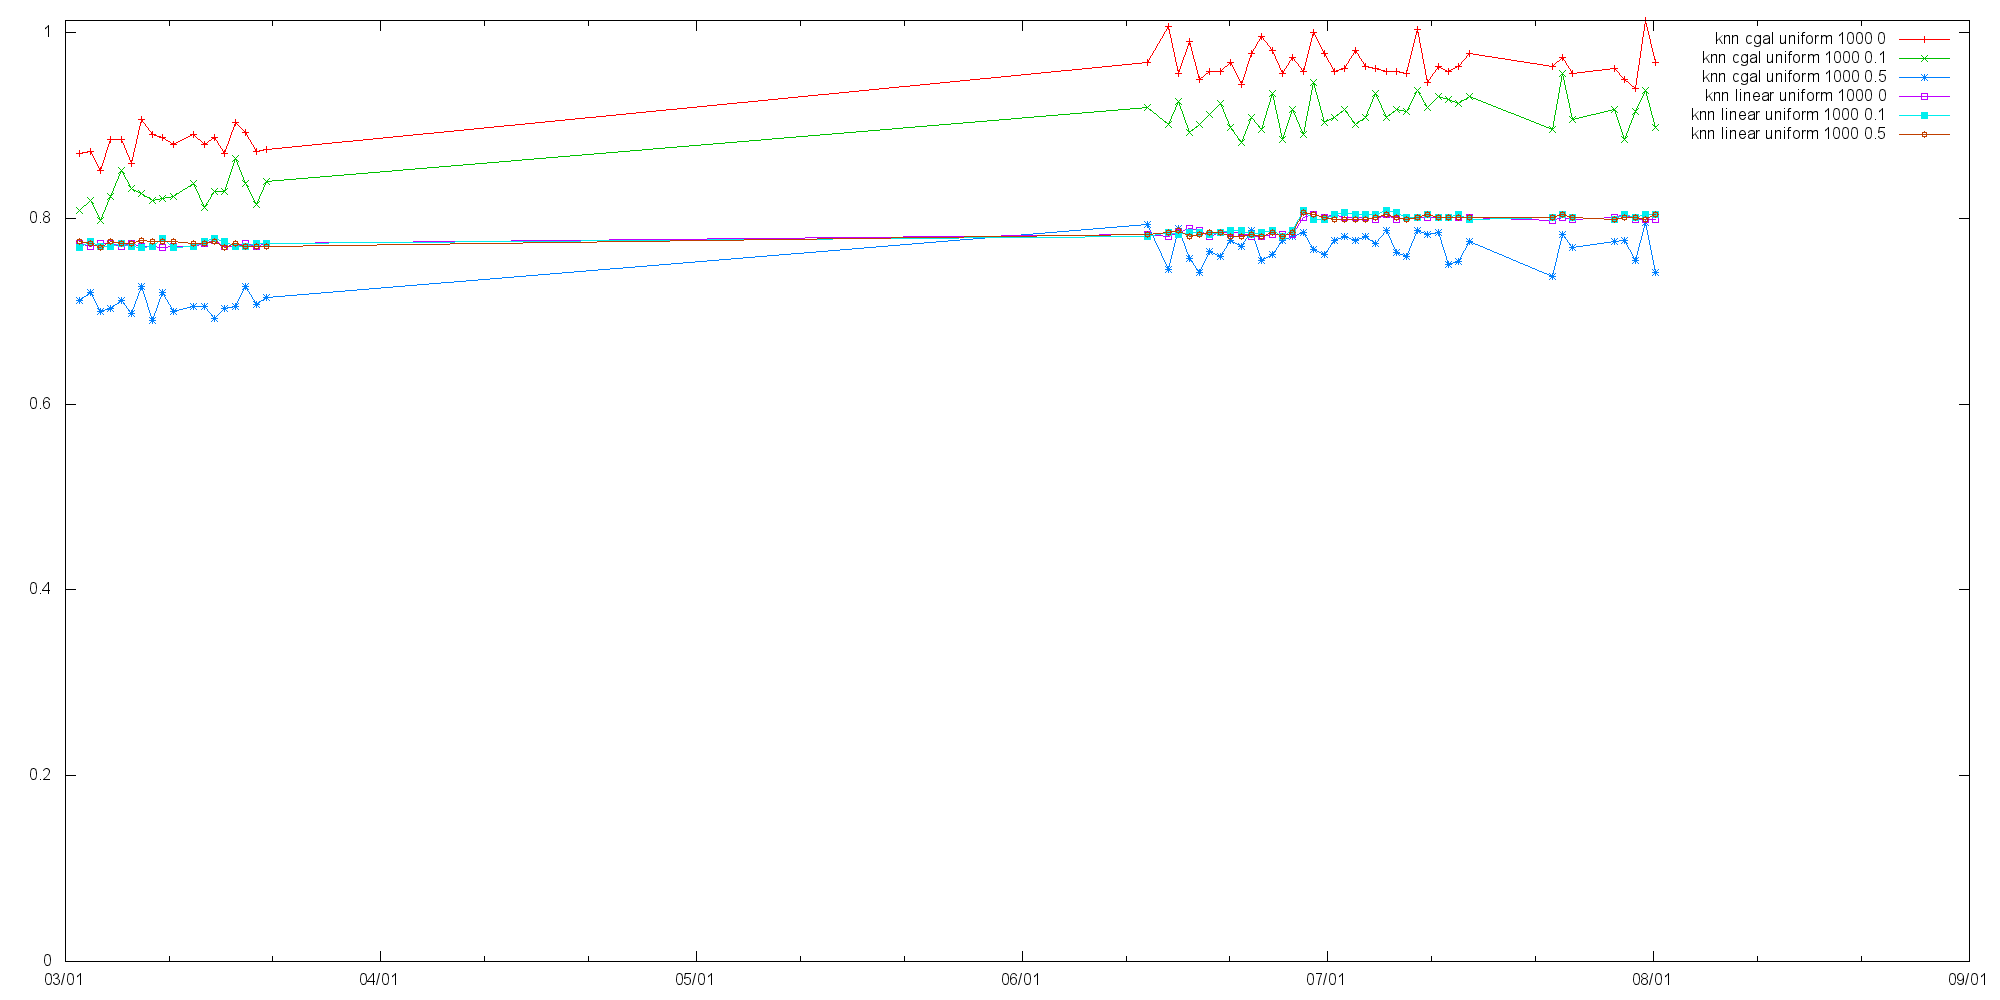 1
0.8
0.6
0.4
0.2
0
03/01
04/01
05/01
06/01
07/01
08/01
09/01
knn cgal uniform 1000 0
knn cgal uniform 1000 0.1
knn cgal uniform 1000 0.5
knn linear uniform 1000 0
knn linear uniform 1000 0.1
knn linear uniform 1000 0.5